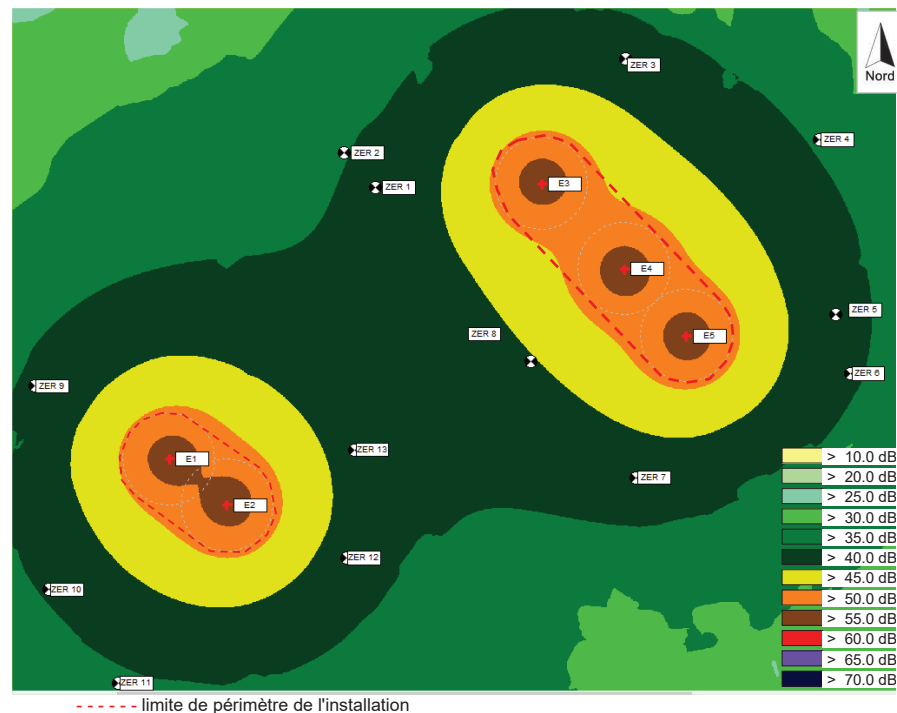 Nord
ZER 3
ZER 4
ZER 2
E3
ZER 1
E4
ZER 5
ZER 8
E5
ZER 6
ZER 9
ZER 13
E1
ZER 7
E2
ZER 12
ZER 10
ZER 11
> 10.0 dB
> 20.0 dB
> 25.0 dB
> 30.0 dB
> 35.0 dB
> 40.0 dB
> 45.0 dB
> 50.0 dB
> 55.0 dB
> 60.0 dB
> 65.0 dB
> 70.0 dB
- - - - - - limite de périmètre de l'installation